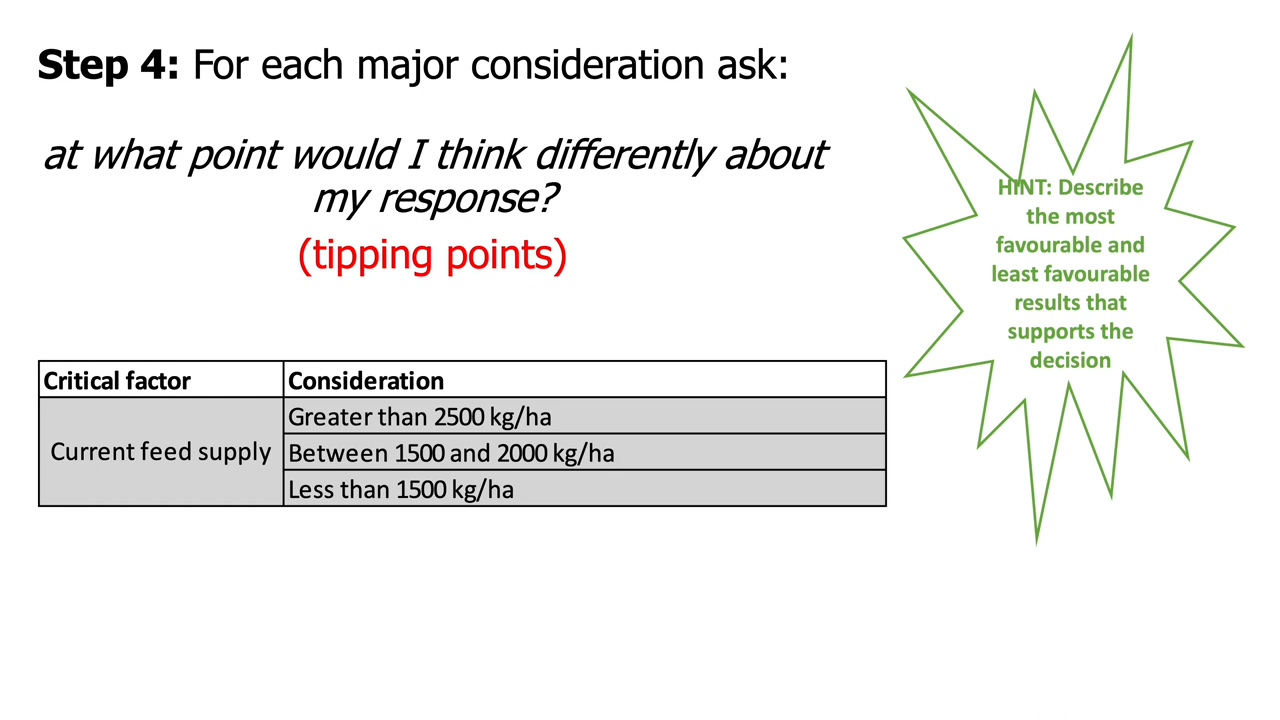 Step 4: For each major consideration ask:
at what point would I think differently about
my response?
(tipping points)
HINT: Describe
the most
favourable and
least favourable
results that
supports the
decision
Critical factor Consideration
Current feed supply
Greater than 2500 kg/ha
Between 1500 and 2000 kg/ha
Less than 1500 kg/ha